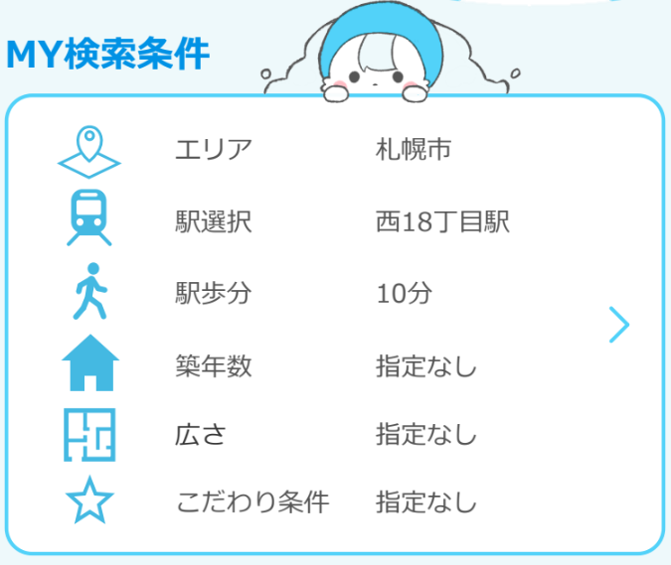 MY検索条件
エリア 札幌市
駅選択 西18丁目駅
駅歩分 10分
築年数 指定なし
広さ 指定なし
こだわり条件 指定なし